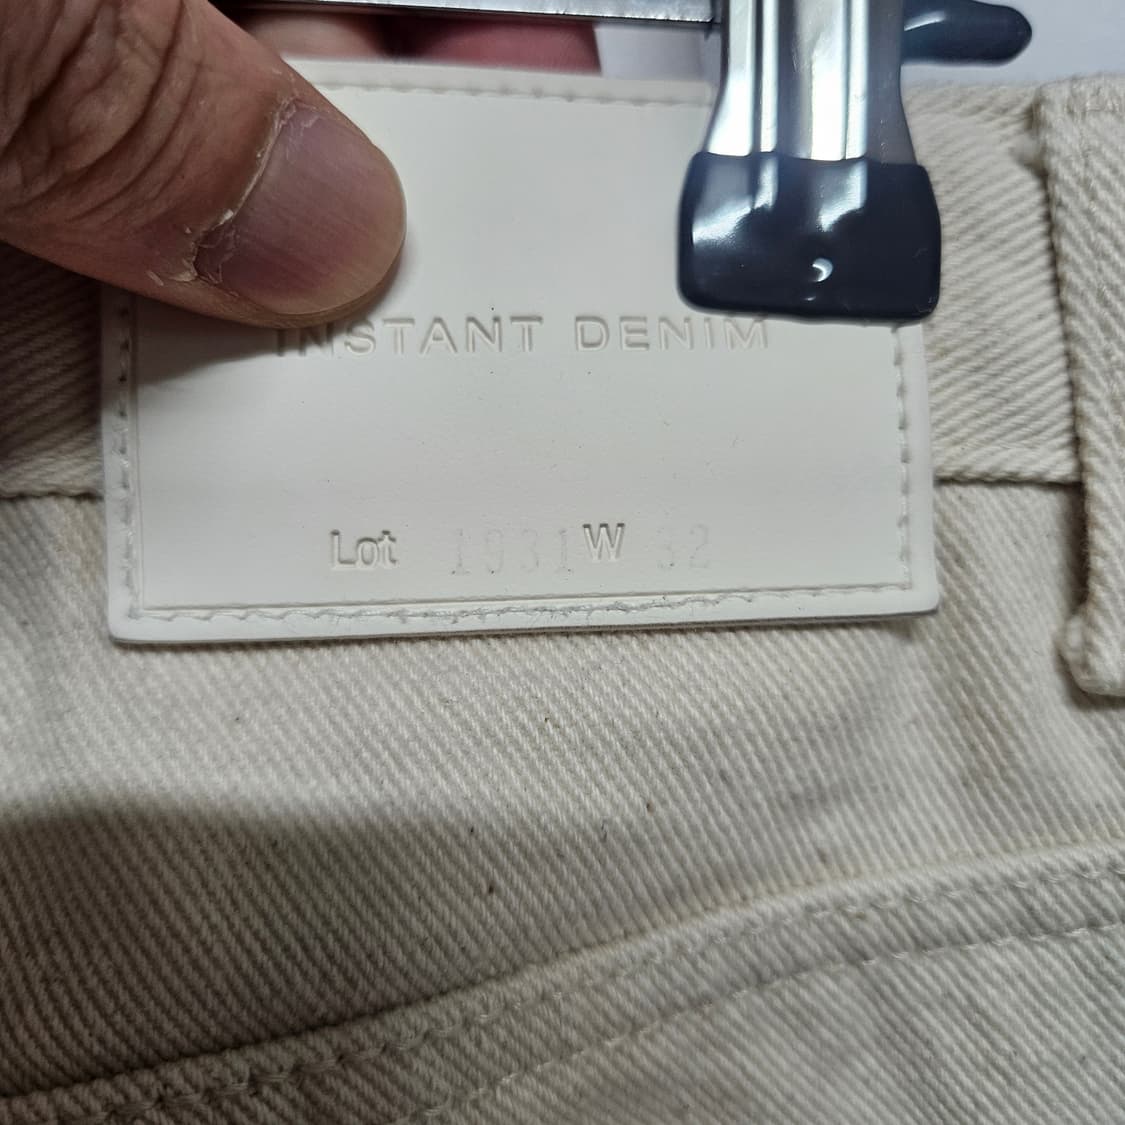 INSTANT DENIM
Lot 1931 W 32